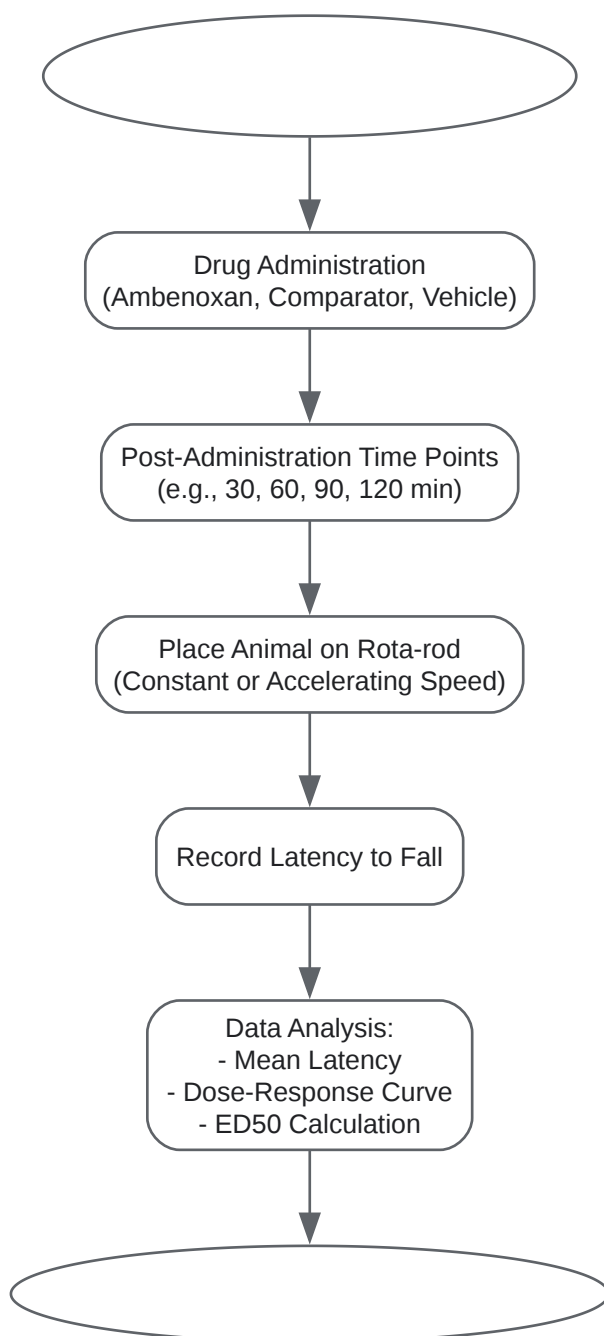 Drug Administration
(Ambenoxan, Comparator, Vehicle)
Post-Administration Time Points
(e.g., 30, 60, 90, 120 min)
Place Animal on Rota-rod
(Constant or Accelerating Speed)
Record Latency to Fall
Data Analysis:
- Mean Latency
- Dose-Response Curve
- ED50 Calculation